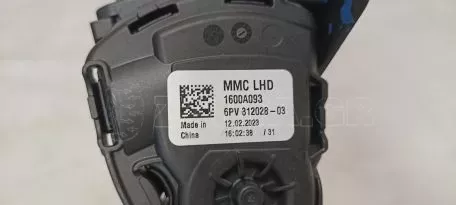 MMC LHD
1600A093
6PV 312028-03
Made in 12.02.2023
China 16:02:38 /31